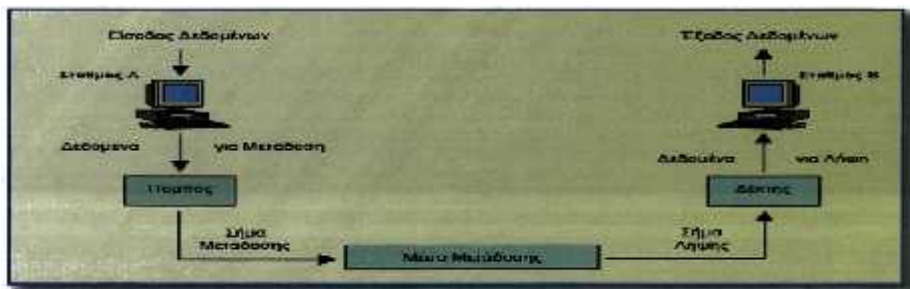 Είσοδος Δεδομένων
Σταθμός Α
Δεδομένα για Μετάδοση
Πομπός
Σήμα
Μετάδοσης
Μέσο Μετάδοσης
Σήμα
Λήψης
Δέκτης
Δεδομένα για Λήψη
Σταθμός Β
Έξοδος Δεδομένων